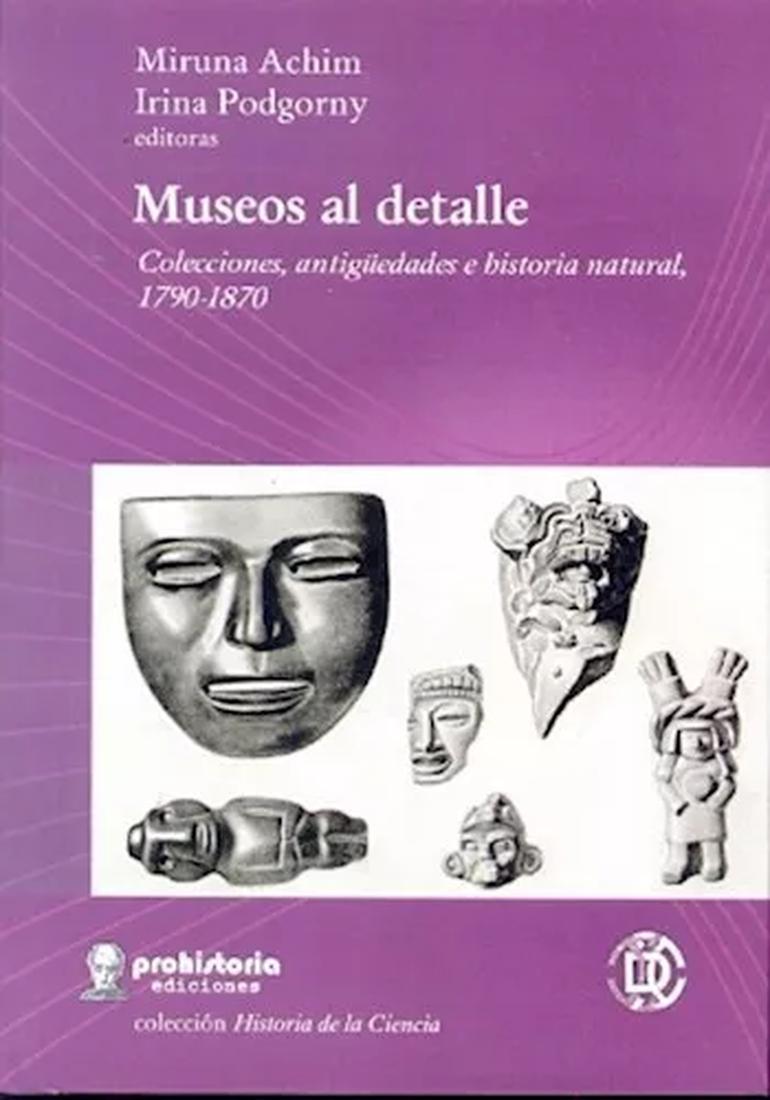 Miruna Achim
Irina Podgorny
editoras
Museos al detalle
Colecciones, antigüedades e historia natural,
1790-1870
prohistoria
ediciones
colección Historia de la Ciencia